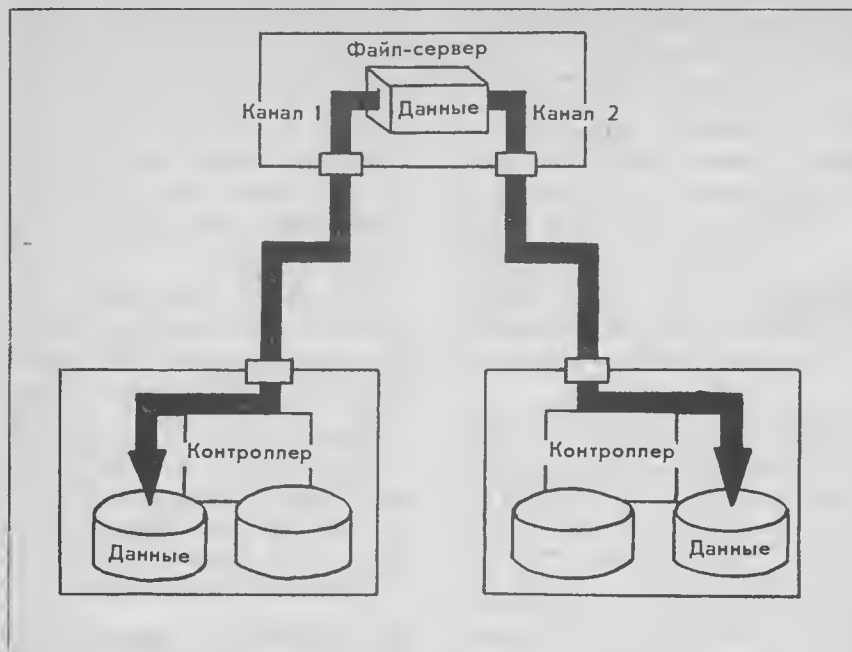 Файл-сервер
Канал 1
Данные
Канал 2
Контроллер
Контроллер
Данные
Данные